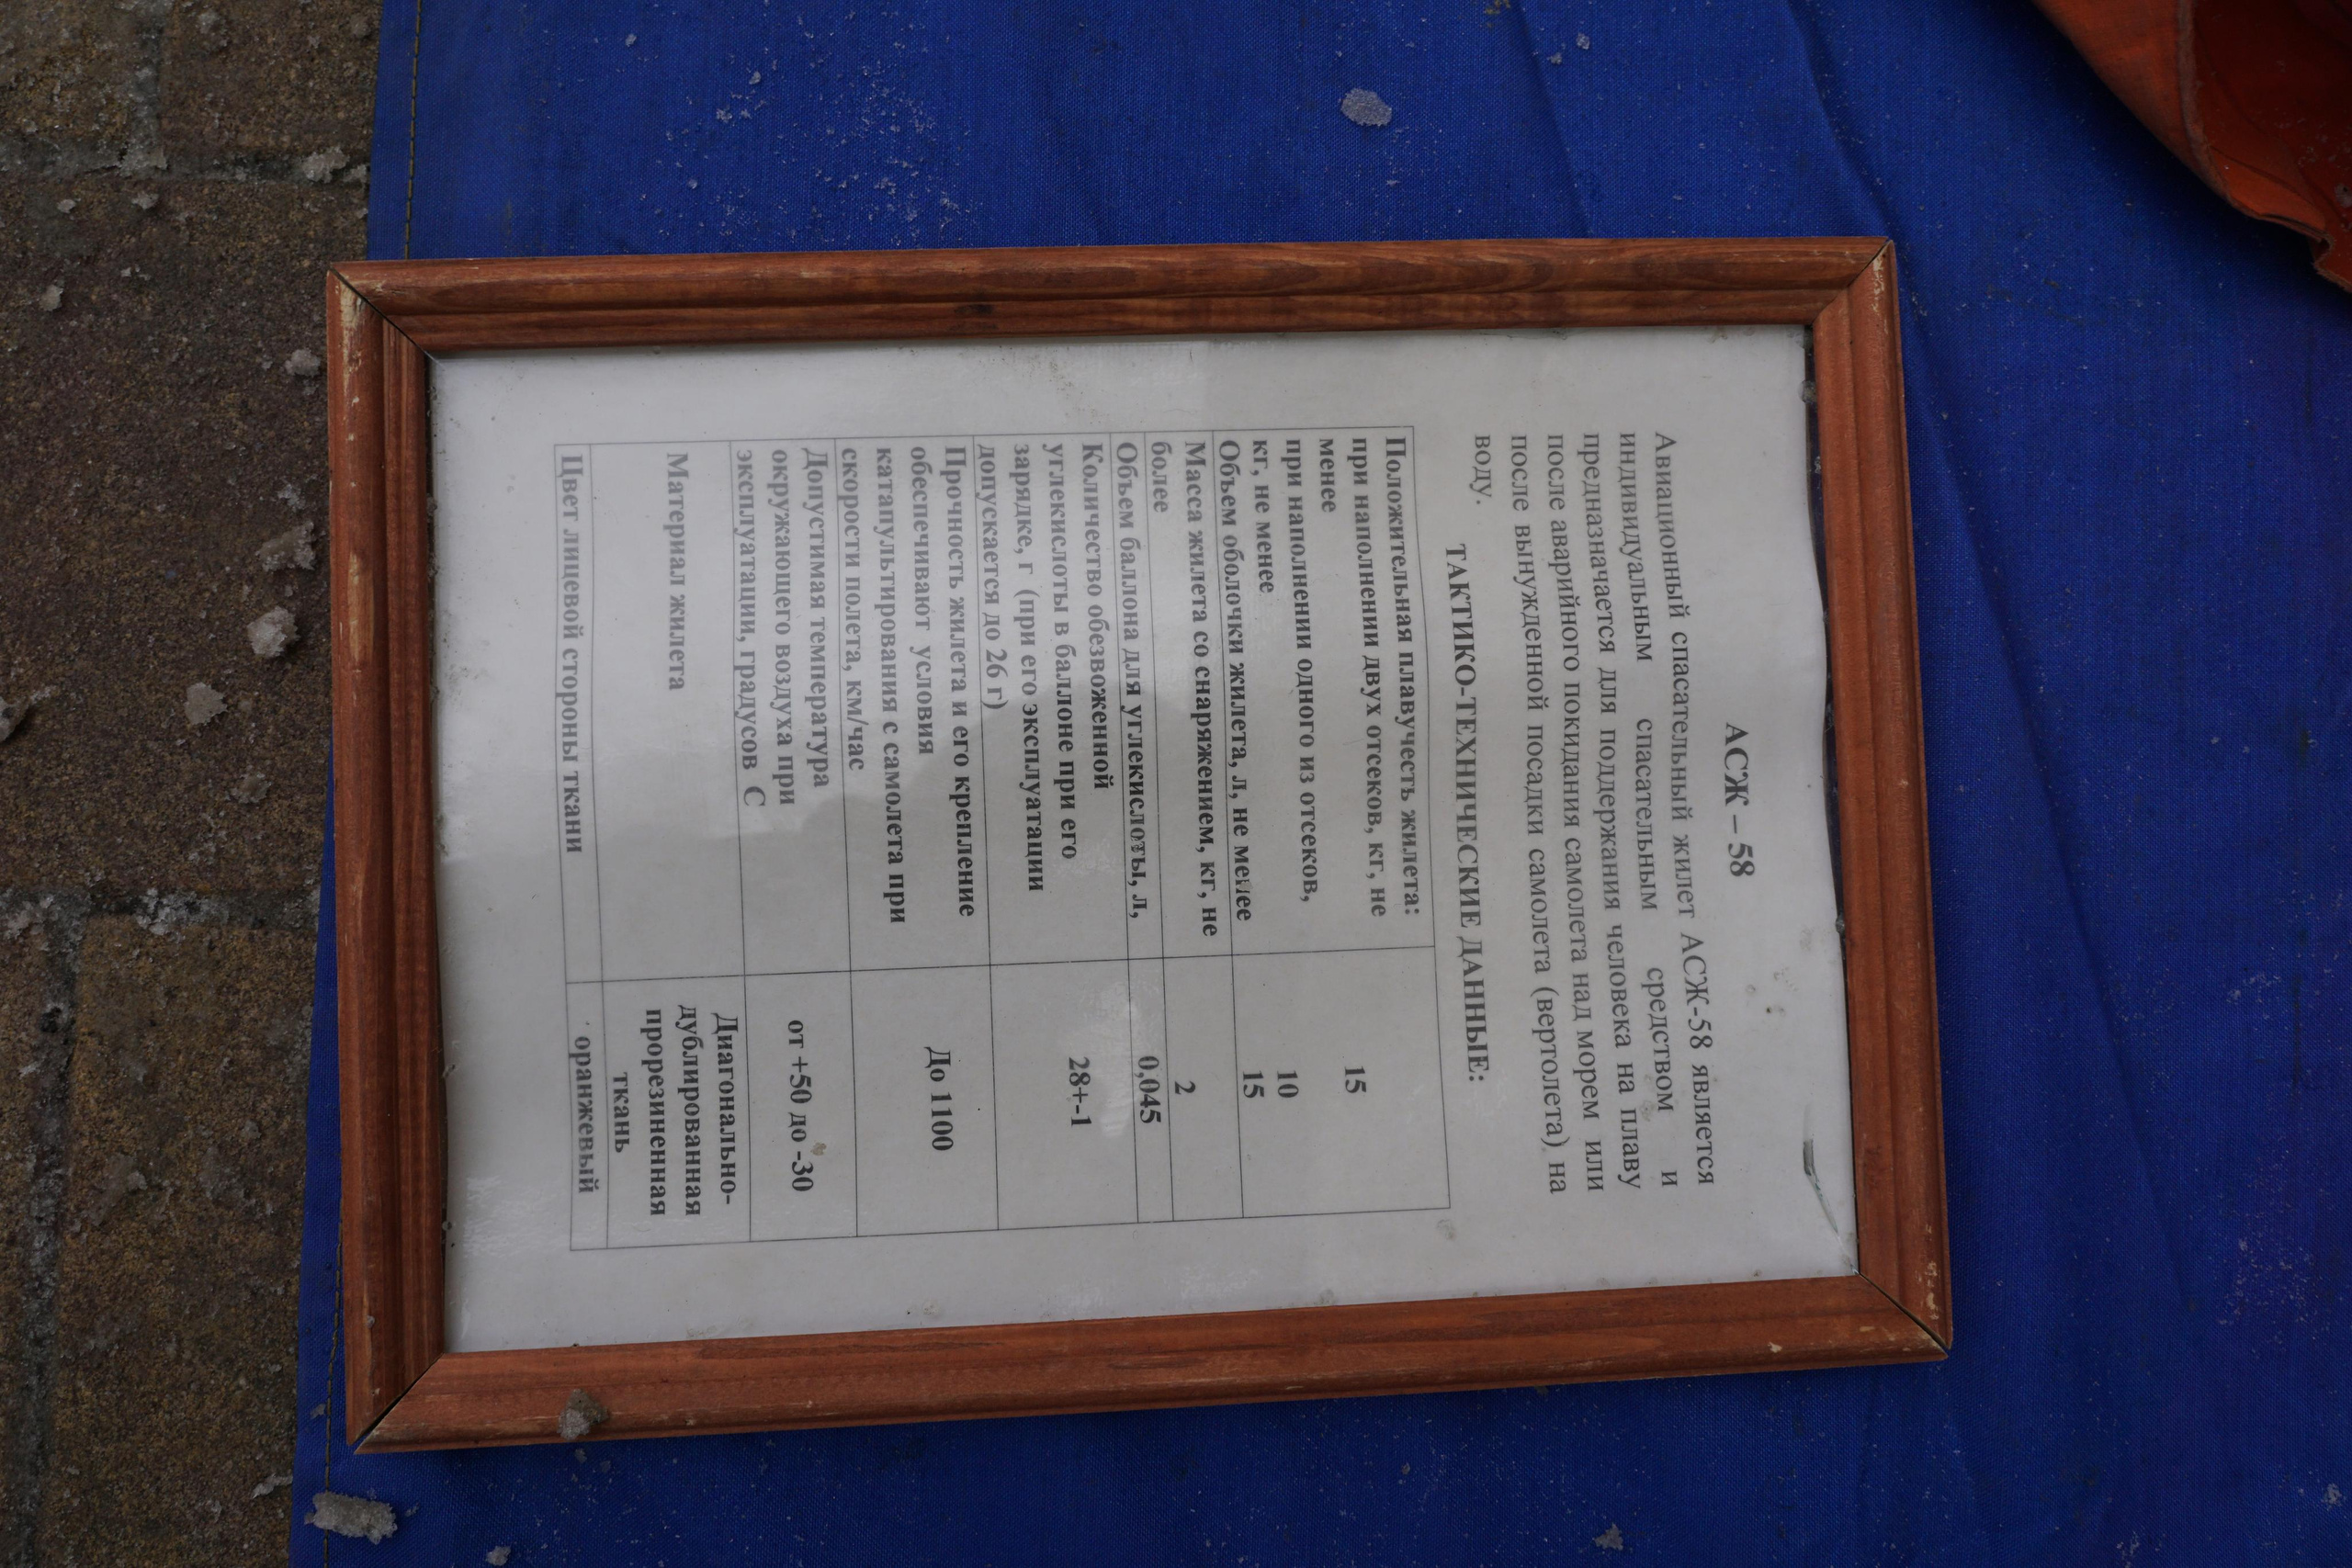 АСЖ – 58
Авиационный спасательный жилет АСЖ-58 является
индивидуальным спасательным средством и
предназначается для поддержания человека на плаву
после аварийного покидания самолета над морем или
после вынужденной посадки самолета (вертолета) на
воду.
ТАКТИКО-ТЕХНИЧЕСКИЕ ДАННЫЕ:
Положительная плавучесть жилета:
при наполнении двух отсеков, кг, не
менее 15
при наполнении одного из отсеков,
кг, не менее 10
Объем оболочки жилета, л, не менее 15
Масса жилета со снаряжением, кг, не
более 2
Объем баллона для углекислоты, л, 0,045
Количество обезвоженной
углекислоты в баллоне при его 28+-1
зарядке, г (при его эксплуатации
допускается до 26 г)
Прочность жилета и его крепление
обеспечивают условия До 1100
катапультирования с самолета при
скорости полета, км/час
Допустимая температура
окружающего воздуха при от +50 до -30
эксплуатации, градусов С
Материал жилета Диагонально-
дублированная
прорезиненная
ткань
Цвет лицевой стороны ткани оранжевый